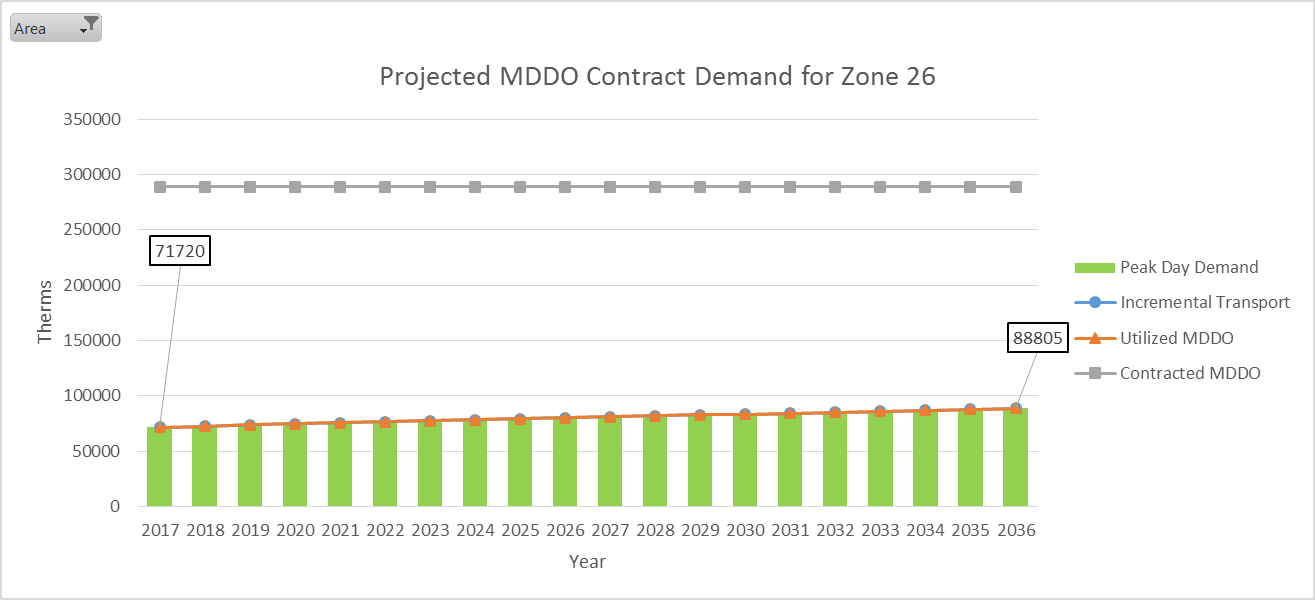 Area
Projected MDDO Contract Demand for Zone 26
350000
300000
250000
200000
150000
100000
50000
0
Therms
71720
88805
2017 2018 2019 2020 2021 2022 2023 2024 2025 2026 2027 2028 2029 2030 2031 2032 2033 2034 2035 2036
Year
Peak Day Demand
Incremental Transport
Utilized MDDO
Contracted MDDO